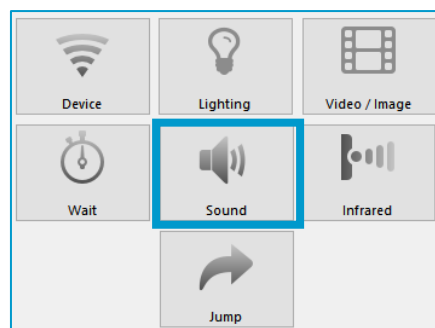 Device
Lighting
Video / Image
Wait
Sound
Infrared
Jump